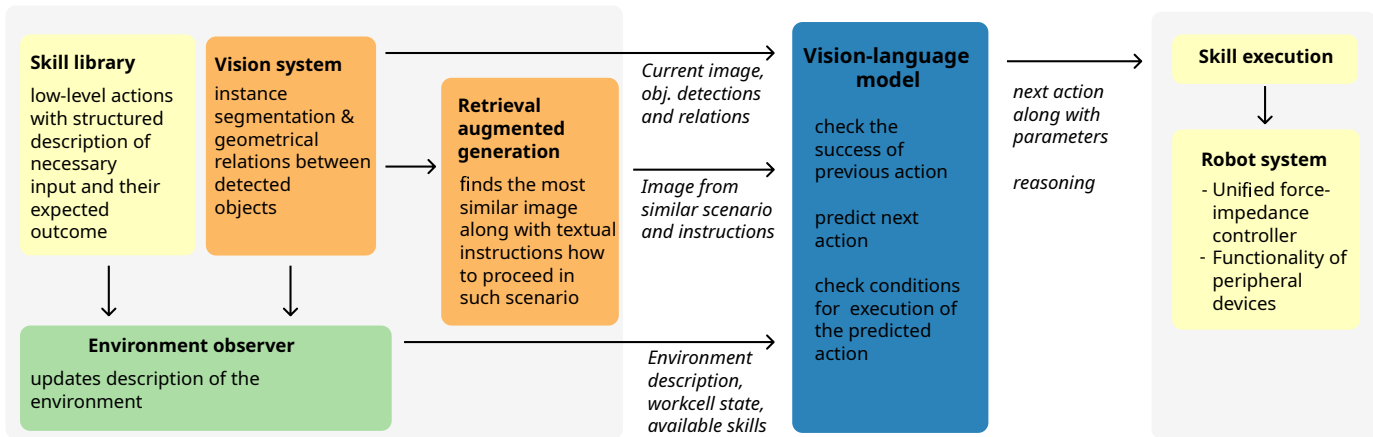 Skill library
low-level actions
with structured
description of
necessary
input and their
expected
outcome
Vision system
instance
segmentation &
geometrical
relations between
detected
objects
Retrieval
augmented
generation
finds the most
similar image
along with textual
instructions how
to proceed in
such scenario
Environment observer
updates description of the
environment
Current image,
obj. detections
and relations
Image from
similar scenario
and instructions
Environment
description,
workcell state,
available skills
Vision-language
model
check the
success of
previous action
predict next
action
check conditions
for execution of
the predicted
action
next action
along with
parameters
reasoning
Skill execution
Robot system
- Unified force-
impedance
controller
- Functionality of
peripheral
devices